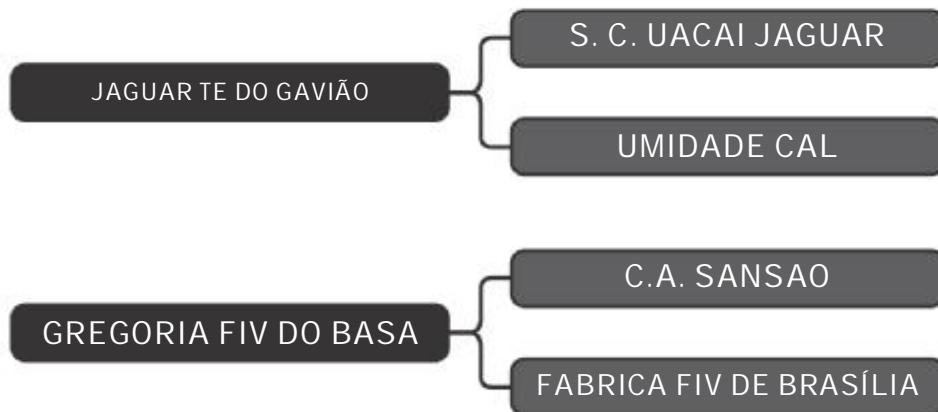 S. C. UACAI JAGUAR
JAGUAR TE DO GAVIÃO
UMIDADE CAL
C.A. SANSAO
GREGORIA FIV DO BASA
FABRICA FIV DE BRASÍLIA